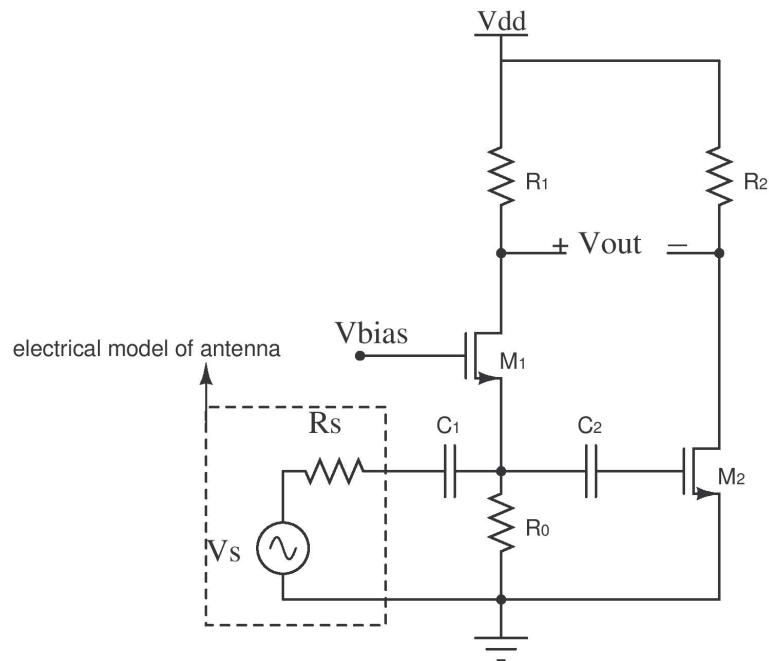 Vdd
R1
R2
+ Vout −
Vbias
M1
electrical model of antenna
Rs
C1
C2
M2
R0
Vs